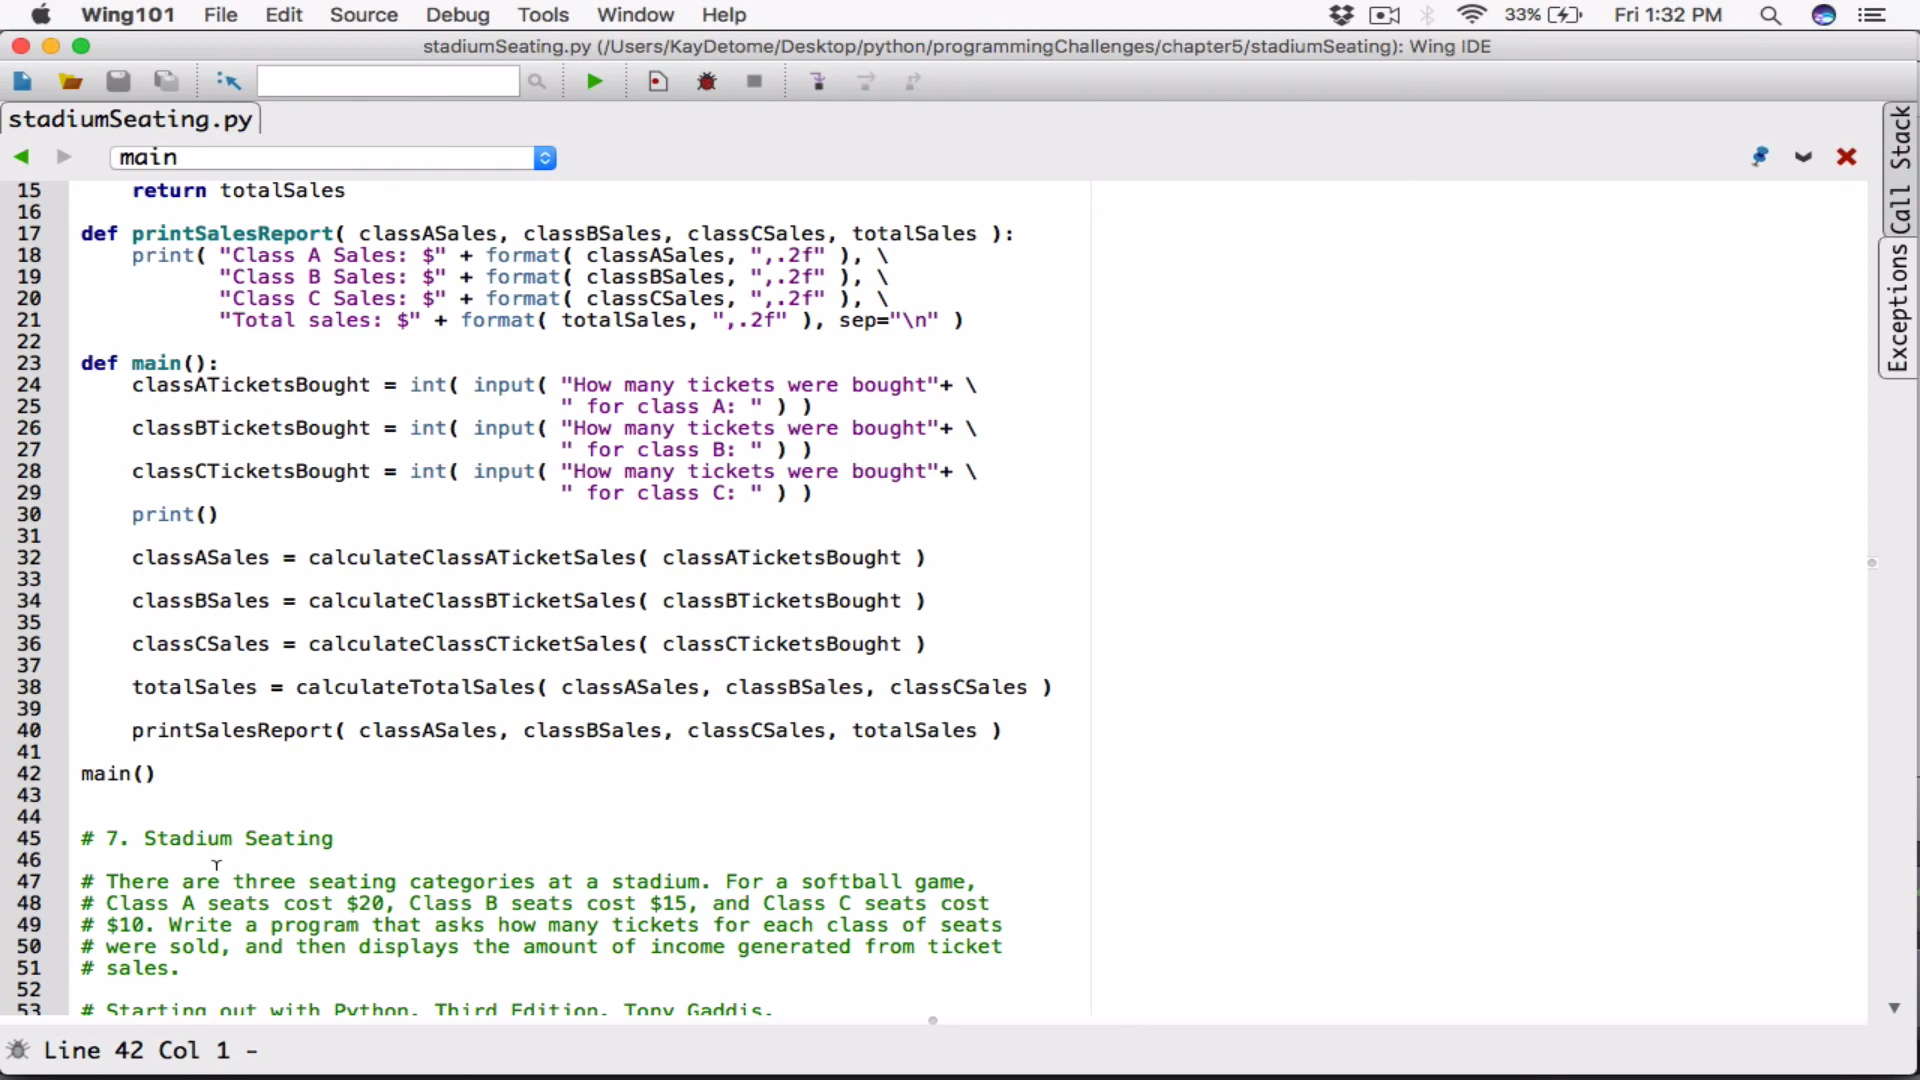 Wing101 File Edit Source Debug Tools Window Help 33% Fri 1:32 PM
stadiumSeating.py (/Users/KayDetome/Desktop/python/programmingChallenges/chapter5/stadiumSeating): Wing IDE
stadiumSeating.py
main
15 return totalSales
16
17 def printSalesReport( classASales, classBSales, classCSales, totalSales ):
18 print( "Class A Sales: $" + format( classASales, ",.2f" ), \
19 "Class B Sales: $" + format( classBSales, ",.2f" ), \
20 "Class C Sales: $" + format( classCSales, ",.2f" ), \
21 "Total sales: $" + format( totalSales, ",.2f" ), sep="\n" )
22
23 def main():
24 classATicketsBought = int( input( "How many tickets were bought"+ \
25 " for class A: " ) )
26 classBTicketsBought = int( input( "How many tickets were bought"+ \
27 " for class B: " ) )
28 classCTicketsBought = int( input( "How many tickets were bought"+ \
29 " for class C: " ) )
30 print()
31
32 classASales = calculateClassATicketSales( classATicketsBought )
33
34 classBSales = calculateClassBTicketSales( classBTicketsBought )
35
36 classCSales = calculateClassCTicketSales( classCTicketsBought )
37
38 totalSales = calculateTotalSales( classASales, classBSales, classCSales )
39
40 printSalesReport( classASales, classBSales, classCSales, totalSales )
41
42 main()
43
44
45 # 7. Stadium Seating
46
47 # There are three seating categories at a stadium. For a softball game,
48 # Class A seats cost $20, Class B seats cost $15, and Class C seats cost
49 # $10. Write a program that asks how many tickets for each class of seats
50 # were sold, and then displays the amount of income generated from ticket
51 # sales.
52
53 # Starting out with Python, Third Edition, Tony Gaddis.
Call Stack
Exceptions
Line 42 Col 1 -